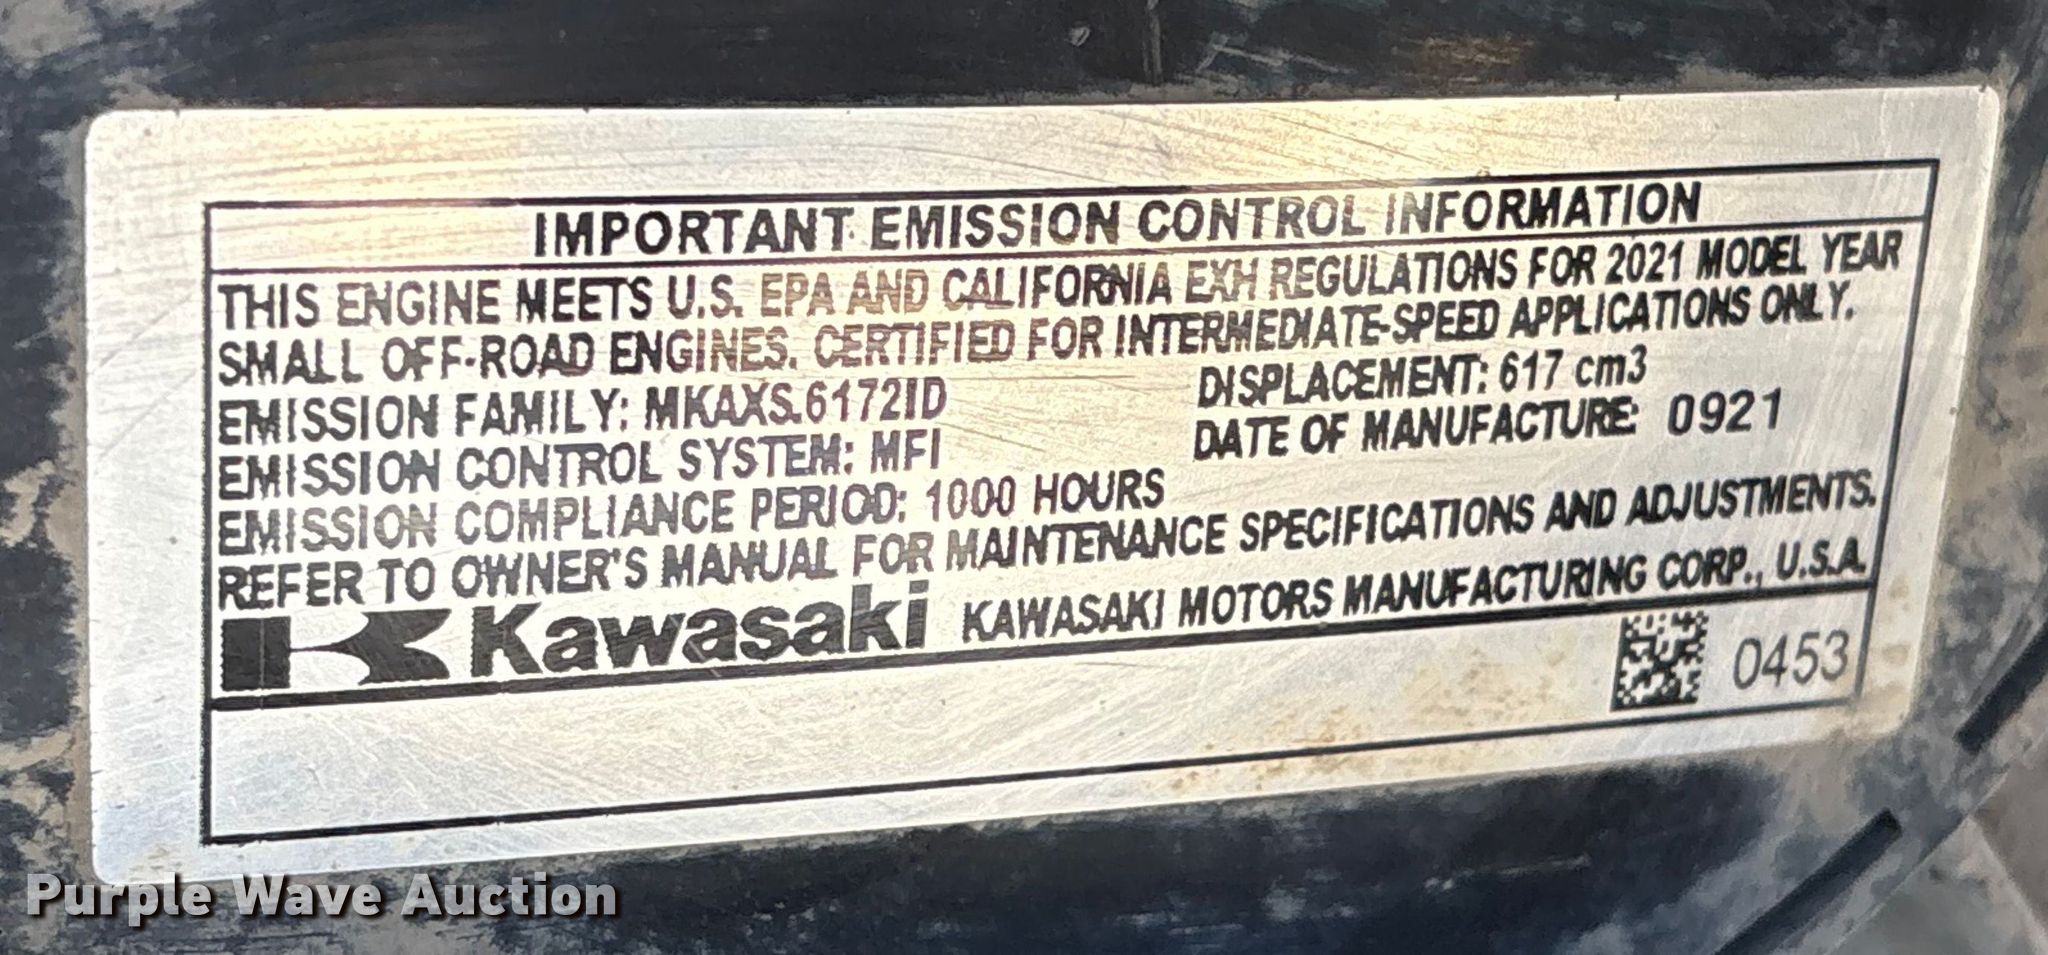 IMPORTANT EMISSION CONTROL INFORMATION
THIS ENGINE MEETS U.S. EPA AND CALIFORNIA EXH REGULATIONS FOR 2021 MODEL YEAR
SMALL OFF-ROAD ENGINES. CERTIFIED FOR INTERMEDIATE-SPEED APPLICATIONS ONLY.
EMISSION FAMILY: MKAXS.6172ID DISPLACEMENT: 617 cm3
EMISSION CONTROL SYSTEM: MFI DATE OF MANUFACTURE: 0921
EMISSION COMPLIANCE PERIOD: 1000 HOURS
REFER TO OWNER'S MANUAL FOR MAINTENANCE SPECIFICATIONS AND ADJUSTMENTS.
Kawasaki KAWASAKI MOTORS MANUFACTURING CORP., U.S.A.
0453
Purple Wave Auction